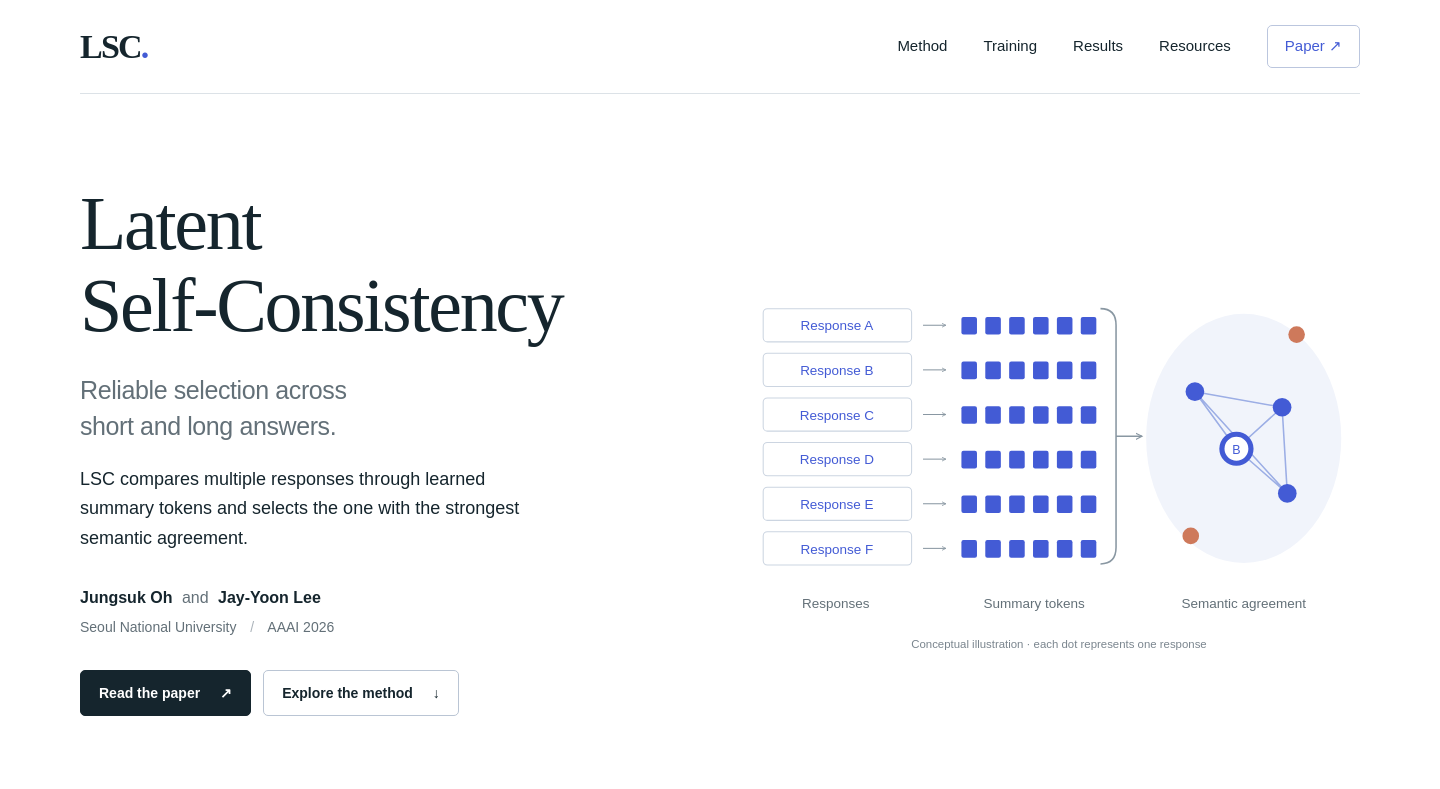 LSC.
Method Training Results Resources Paper ↗
Latent
Self-Consistency
Reliable selection across
short and long answers.
LSC compares multiple responses through learned
summary tokens and selects the one with the strongest
semantic agreement.
Jungsuk Oh and Jay-Yoon Lee
Seoul National University / AAAI 2026
Read the paper ↗
Explore the method ↓
Response A
Response B
Response C
Response D
Response E
Response F
B
Responses
Summary tokens
Semantic agreement
Conceptual illustration · each dot represents one response